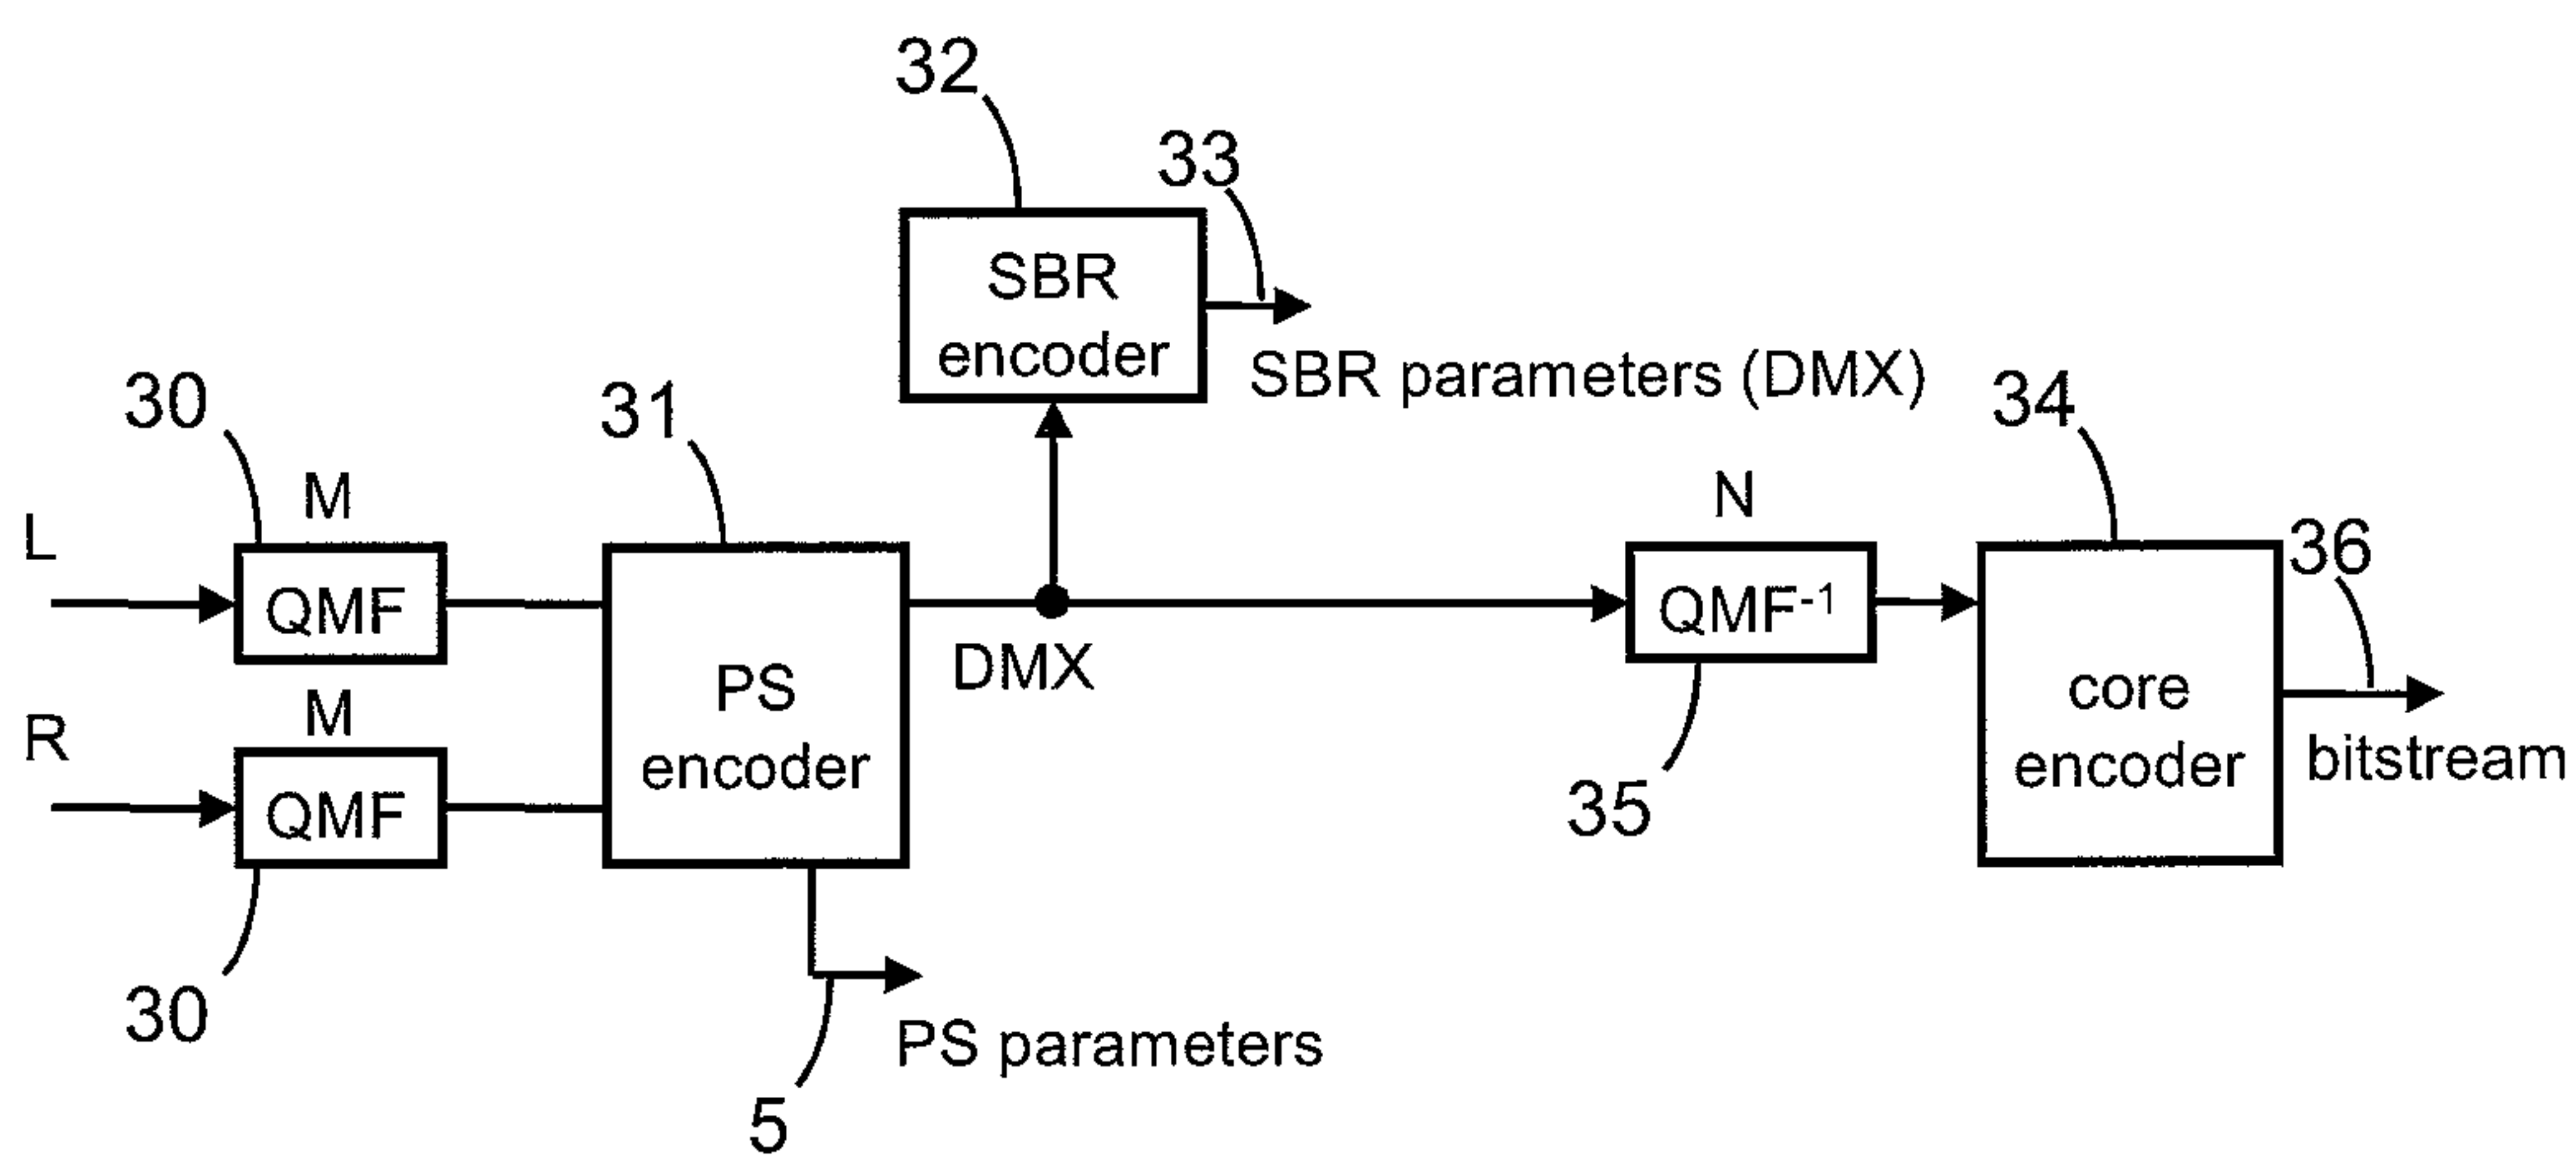 32
33
SBR
encoder
SBR parameters (DMX)
30
31
34
M
N
L
36
QMF
QMF⁻¹
DMX
PS
encoder
core
encoder
M
R
bitstream
QMF
35
30
PS parameters
5